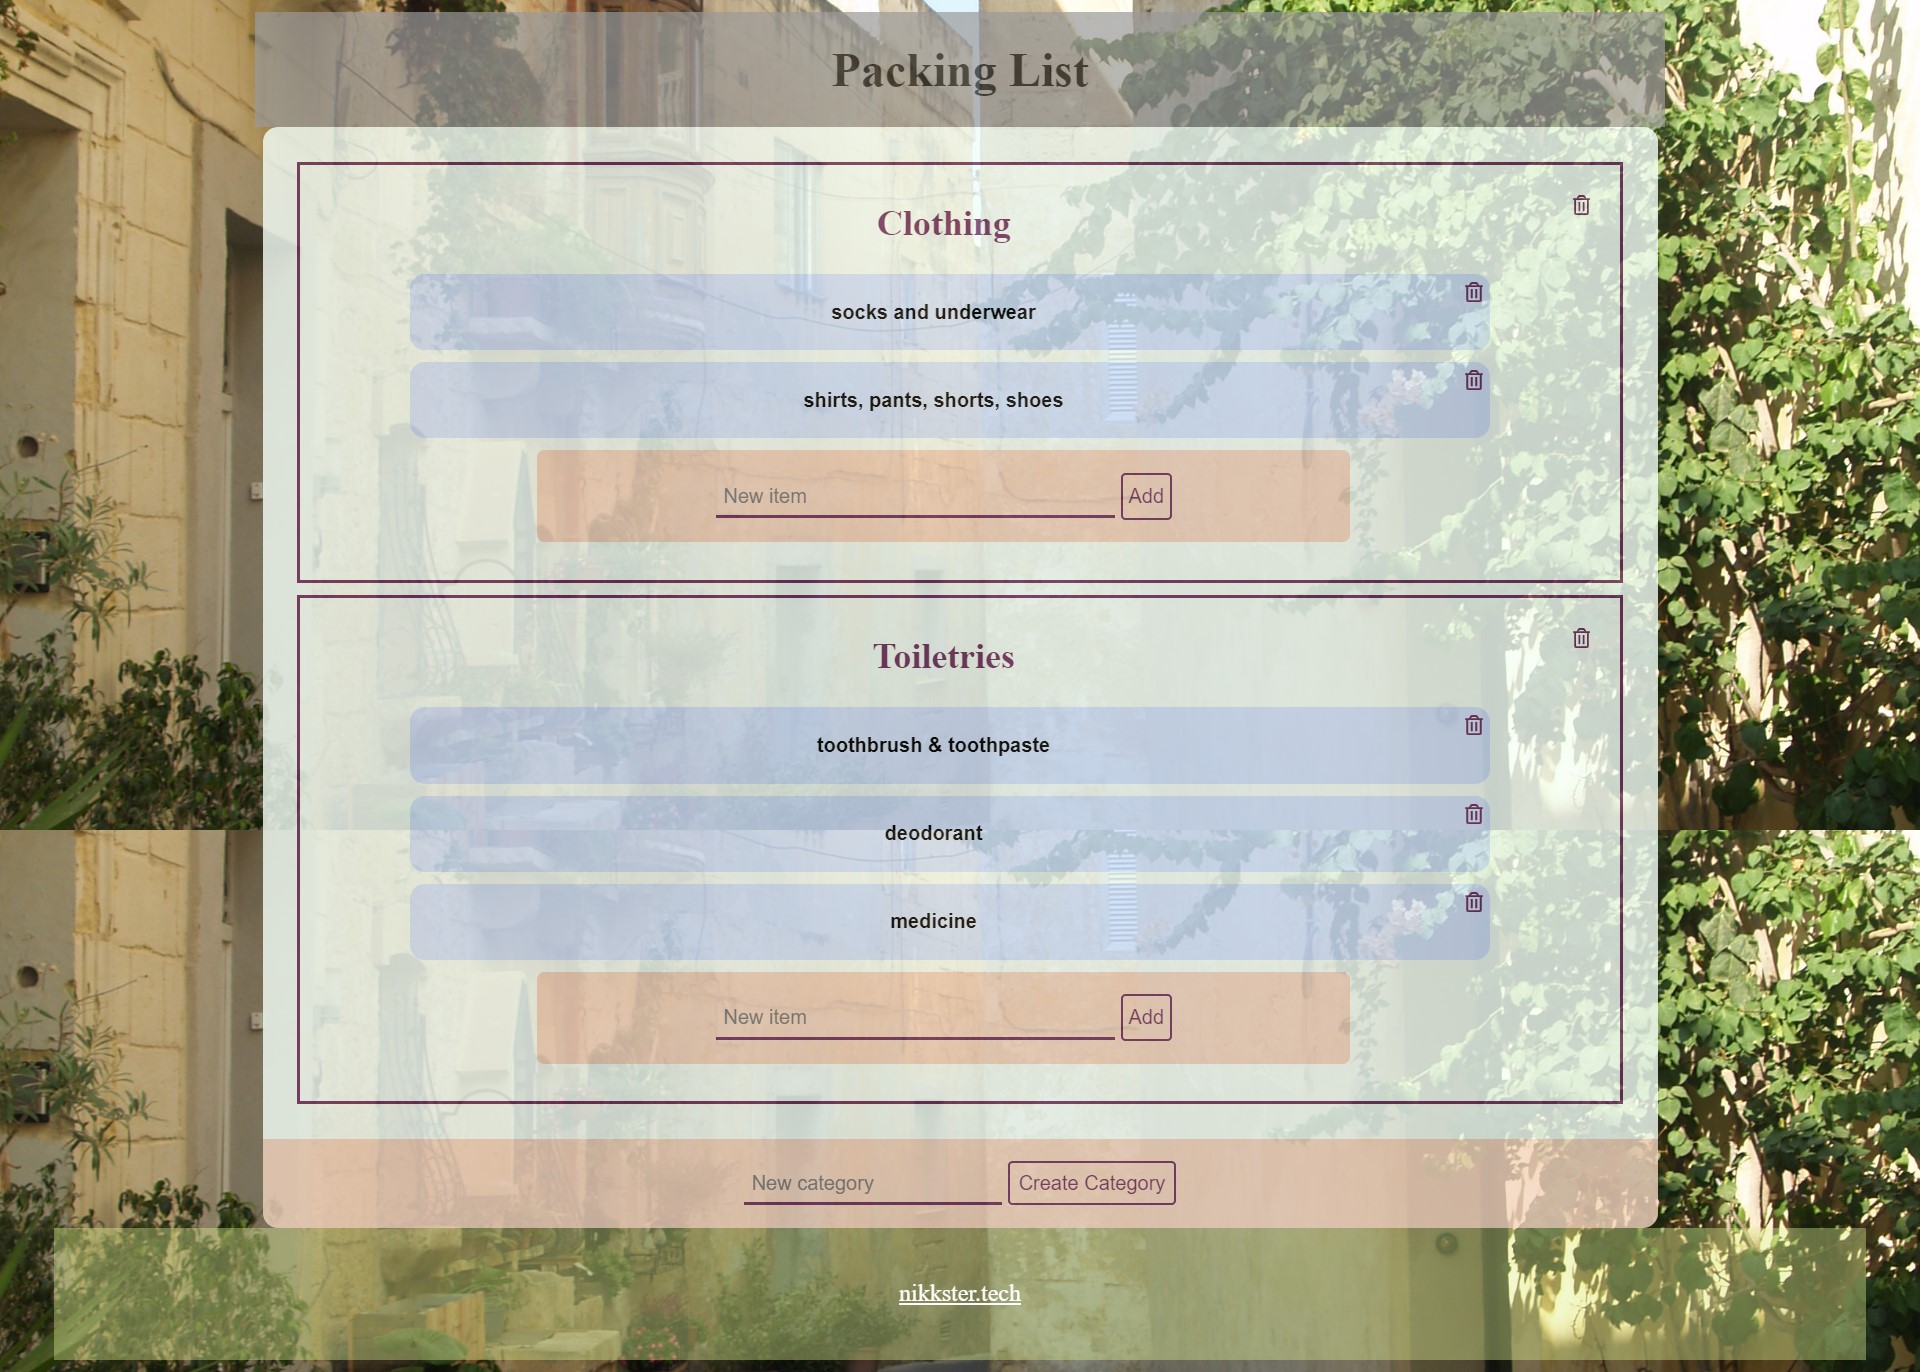 Packing List
Clothing
socks and underwear
shirts, pants, shorts, shoes
New item
Add
Toiletries
toothbrush & toothpaste
deodorant
medicine
New item
Add
New category
Create Category
nikkster.tech